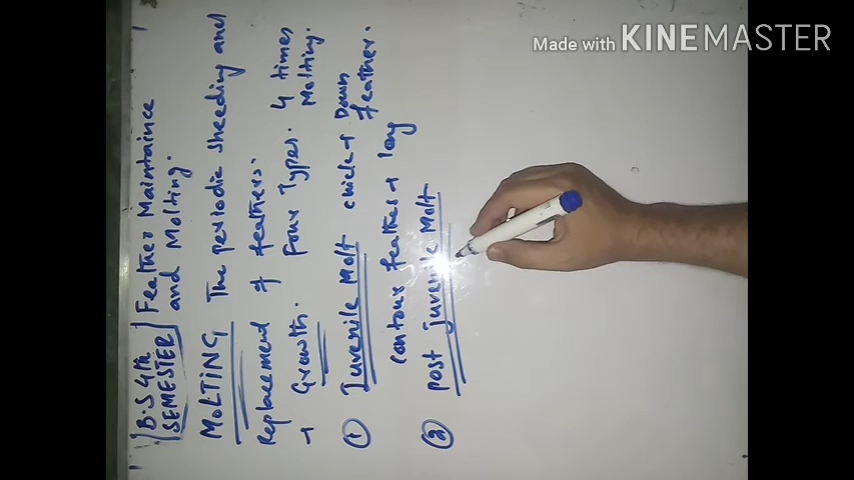 Made with KINEMASTER
B.S 4th SEMESTER
Feather Maintaince and Molting.
MOLTING The periodic sheeding and
Replacement of feathers.
→ Growth. Four Types. 4 times Molting.
① Juvenile Molt chick → Down feather.
contour feather → long
② post juvenile Molt